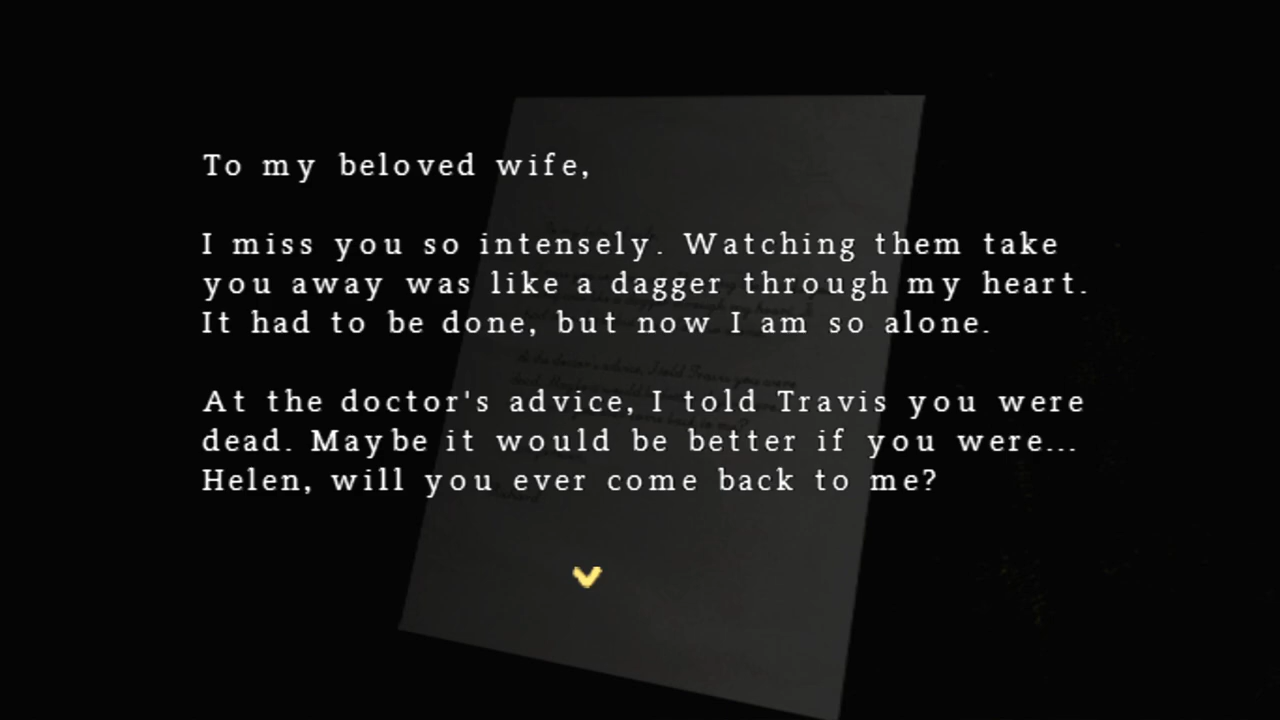 To my beloved wife,
I miss you so intensely. Watching them take
you away was like a dagger through my heart.
It had to be done, but now I am so alone.
At the doctor's advice, I told Travis you were
dead. Maybe it would be better if you were...
Helen, will you ever come back to me?